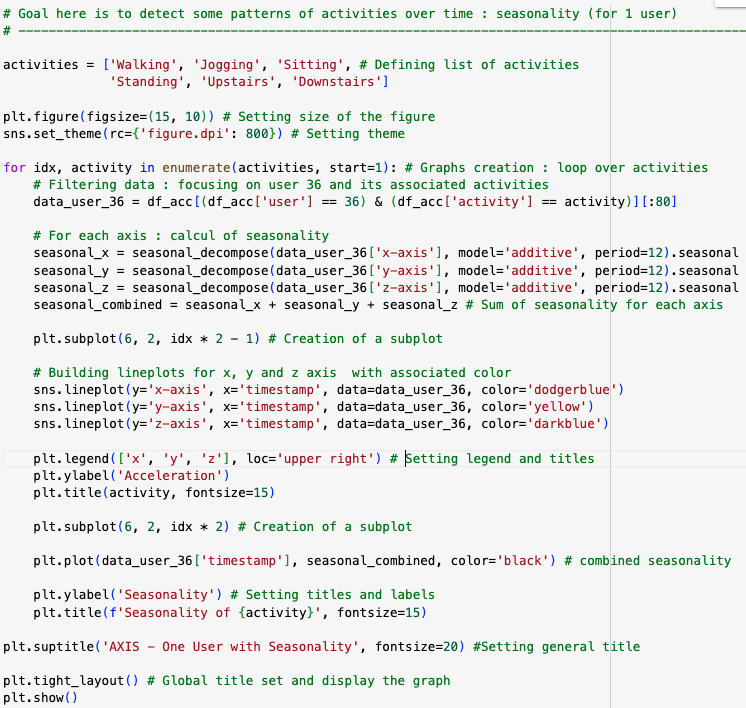 # Goal here is to detect some patterns of activities over time : seasonality (for 1 user)
# ------------------------------------------------------------------------------------------------
activities = ['Walking', 'Jogging', 'Sitting', # Defining list of activities
              'Standing', 'Upstairs', 'Downstairs']
plt.figure(figsize=(15, 10)) # Setting size of the figure
sns.set_theme(rc={'figure.dpi': 800}) # Setting theme
for idx, activity in enumerate(activities, start=1): # Graphs creation : loop over activities
    # Filtering data : focusing on user 36 and its associated activities
    data_user_36 = df_acc[(df_acc['user'] == 36) & (df_acc['activity'] == activity)][:80]
    # For each axis : calcul of seasonality
    seasonal_x = seasonal_decompose(data_user_36['x-axis'], model='additive', period=12).seasonal
    seasonal_y = seasonal_decompose(data_user_36['y-axis'], model='additive', period=12).seasonal
    seasonal_z = seasonal_decompose(data_user_36['z-axis'], model='additive', period=12).seasonal
    seasonal_combined = seasonal_x + seasonal_y + seasonal_z # Sum of seasonality for each axis
    plt.subplot(6, 2, idx * 2 - 1) # Creation of a subplot
    # Building lineplots for x, y and z axis  with associated color
    sns.lineplot(y='x-axis', x='timestamp', data=data_user_36, color='dodgerblue')
    sns.lineplot(y='y-axis', x='timestamp', data=data_user_36, color='yellow')
    sns.lineplot(y='z-axis', x='timestamp', data=data_user_36, color='darkblue')
    plt.legend(['x', 'y', 'z'], loc='upper right') # Setting legend and titles
    plt.ylabel('Acceleration')
    plt.title(activity, fontsize=15)
    plt.subplot(6, 2, idx * 2) # Creation of a subplot
    plt.plot(data_user_36['timestamp'], seasonal_combined, color='black') # combined seasonality
    plt.ylabel('Seasonality') # Setting titles and labels
    plt.title(f'Seasonality of {activity}', fontsize=15)
plt.suptitle('AXIS - One User with Seasonality', fontsize=20) #Setting general title
plt.tight_layout() # Global title set and display the graph
plt.show()